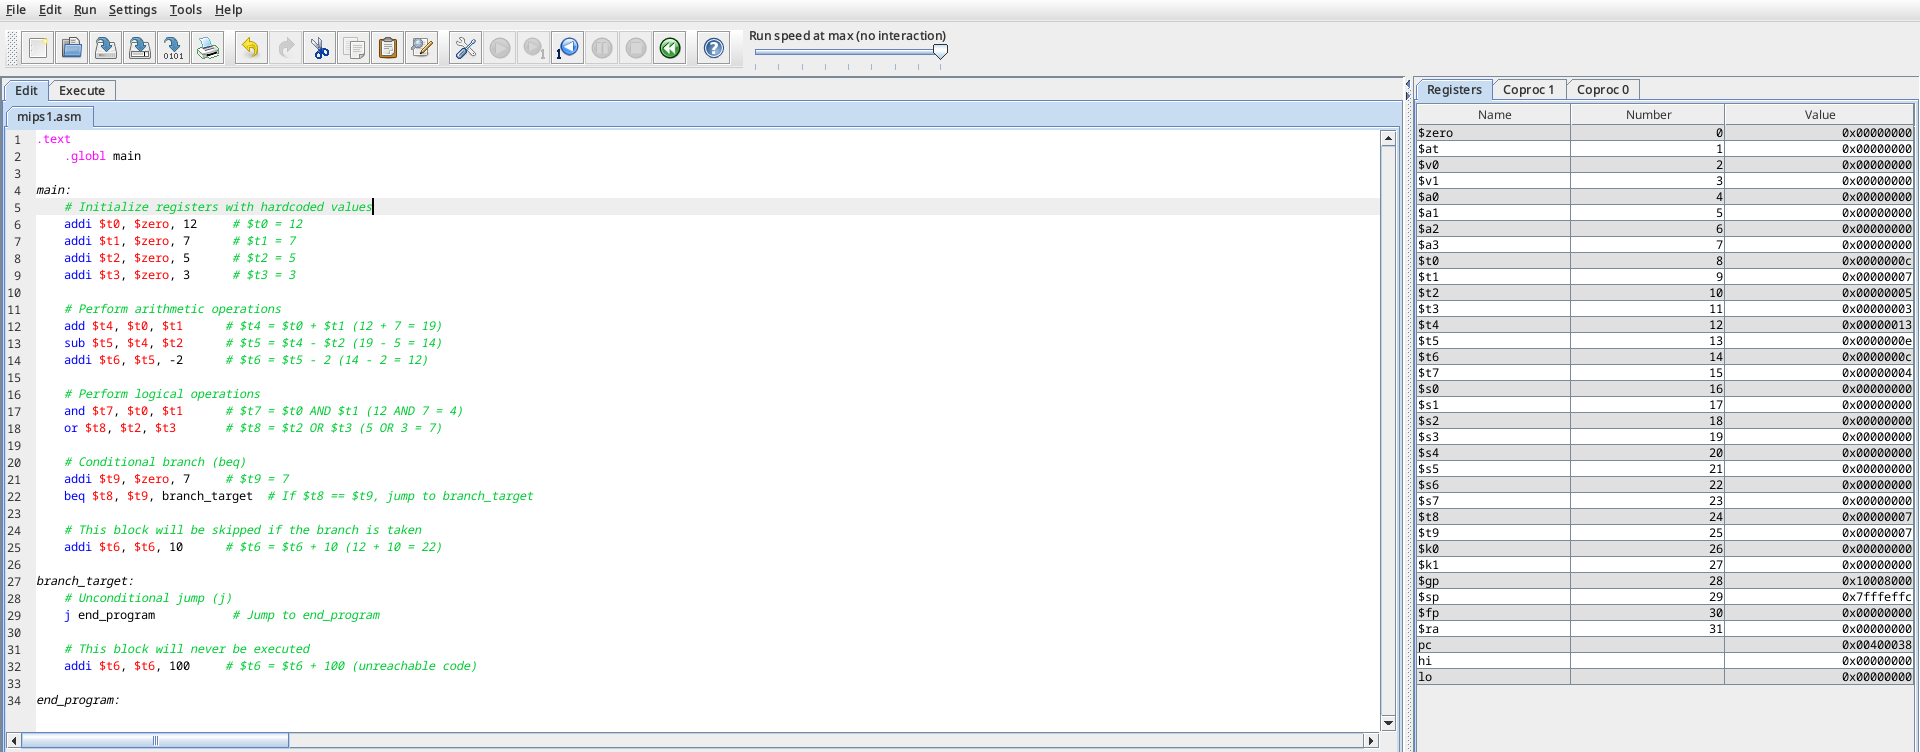 File Edit Run Settings Tools Help
Run speed at max (no interaction)
0101
1
1
Edit Execute
mips1.asm
1 .text
2     .globl main
3
4 main:
5     # Initialize registers with hardcoded values
6     addi $t0, $zero, 12     # $t0 = 12
7     addi $t1, $zero, 7      # $t1 = 7
8     addi $t2, $zero, 5      # $t2 = 5
9     addi $t3, $zero, 3      # $t3 = 3
10
11     # Perform arithmetic operations
12     add $t4, $t0, $t1      # $t4 = $t0 + $t1 (12 + 7 = 19)
13     sub $t5, $t4, $t2      # $t5 = $t4 - $t2 (19 - 5 = 14)
14     addi $t6, $t5, -2      # $t6 = $t5 - 2 (14 - 2 = 12)
15
16     # Perform logical operations
17     and $t7, $t0, $t1      # $t7 = $t0 AND $t1 (12 AND 7 = 4)
18     or $t8, $t2, $t3       # $t8 = $t2 OR $t3 (5 OR 3 = 7)
19
20     # Conditional branch (beq)
21     addi $t9, $zero, 7     # $t9 = 7
22     beq $t8, $t9, branch_target  # If $t8 == $t9, jump to branch_target
23
24     # This block will be skipped if the branch is taken
25     addi $t6, $t6, 10      # $t6 = $t6 + 10 (12 + 10 = 22)
26
27 branch_target:
28     # Unconditional jump (j)
29     j end_program           # Jump to end_program
30
31     # This block will never be executed
32     addi $t6, $t6, 100     # $t6 = $t6 + 100 (unreachable code)
33
34 end_program:
Registers Coproc 1 Coproc 0
Name Number Value
$zero 0 0x00000000
$at 1 0x00000000
$v0 2 0x00000000
$v1 3 0x00000000
$a0 4 0x00000000
$a1 5 0x00000000
$a2 6 0x00000000
$a3 7 0x00000000
$t0 8 0x0000000c
$t1 9 0x00000007
$t2 10 0x00000005
$t3 11 0x00000003
$t4 12 0x00000013
$t5 13 0x0000000e
$t6 14 0x0000000c
$t7 15 0x00000004
$s0 16 0x00000000
$s1 17 0x00000000
$s2 18 0x00000000
$s3 19 0x00000000
$s4 20 0x00000000
$s5 21 0x00000000
$s6 22 0x00000000
$s7 23 0x00000000
$t8 24 0x00000007
$t9 25 0x00000007
$k0 26 0x00000000
$k1 27 0x00000000
$gp 28 0x10008000
$sp 29 0x7fffeffc
$fp 30 0x00000000
$ra 31 0x00000000
pc 0x00400038
hi 0x00000000
lo 0x00000000